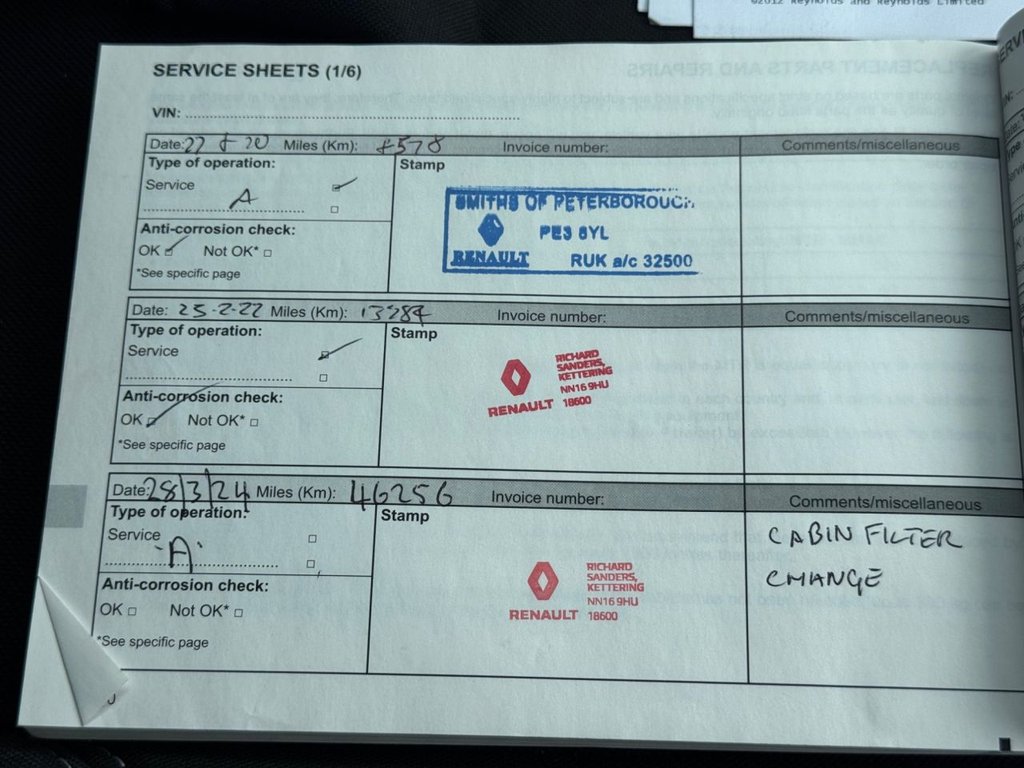 ©2012 Reynolds and Reynolds Limited
SERVICE SHEETS (1/6)
VIN:
Date: Miles (Km): Invoice number: Comments/miscellaneous
Type of operation: Stamp
Service
A
Anti-corrosion check:
OK Not OK*
*See specific page
SMITHS OF PETERBOROUGH
PE3 8YL
RENAULT RUK a/c 32500
Date: 25-2-22 Miles (Km): Invoice number: Comments/miscellaneous
Type of operation: Stamp
Service
Anti-corrosion check:
OK Not OK*
*See specific page
RICHARD
SANDERS,
KETTERING
NN16 9HU
RENAULT 18600
Date: 28/3/24 Miles (Km): 46256 Invoice number: Comments/miscellaneous
Type of operation: Stamp
Service
-A-
Anti-corrosion check:
OK Not OK*
*See specific page
RICHARD
SANDERS,
KETTERING
NN16 9HU
RENAULT 18600
CABIN FILTER
CHANGE